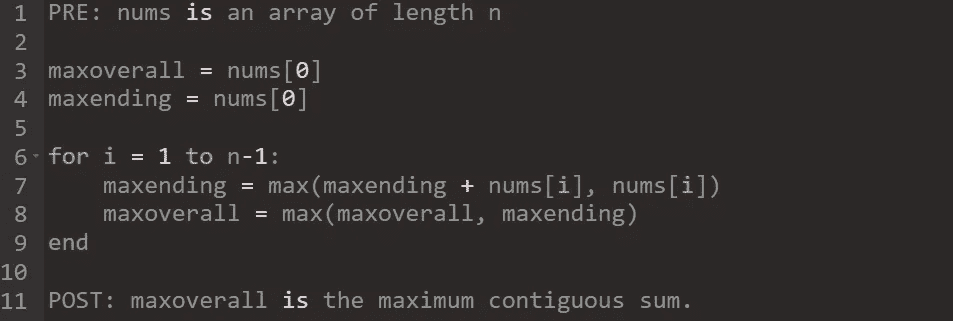 1 PRE: nums is an array of length n
2
3 maxoverall = nums[0]
4 maxending = nums[0]
5
6 for i = 1 to n-1:
7     maxending = max(maxending + nums[i], nums[i])
8     maxoverall = max(maxoverall, maxending)
9 end
10
11 POST: maxoverall is the maximum contiguous sum.